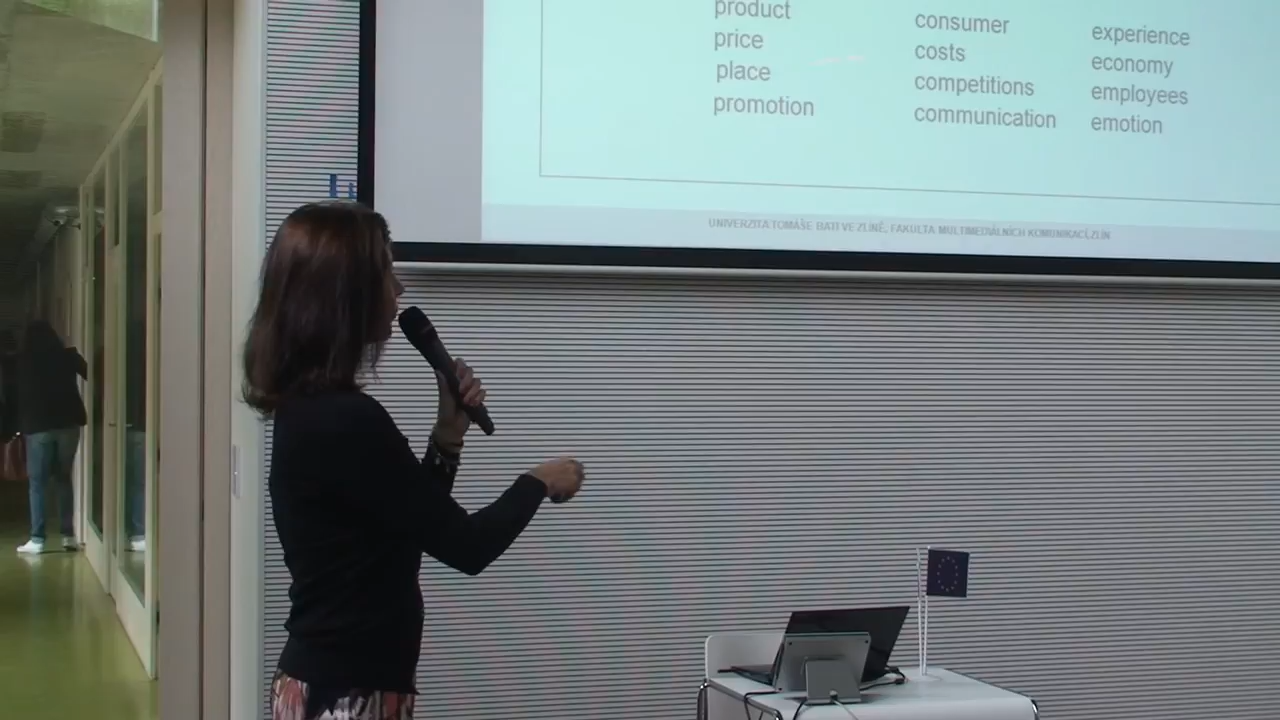 product
price
place
promotion
consumer
costs
competitions
communication
experience
economy
employees
emotion
UNIVERZITA TOMÁŠE BATI VE ZLÍNĚ, FAKULTA MULTIMEDIÁLNÍCH KOMUNIKACÍ, ZLÍN